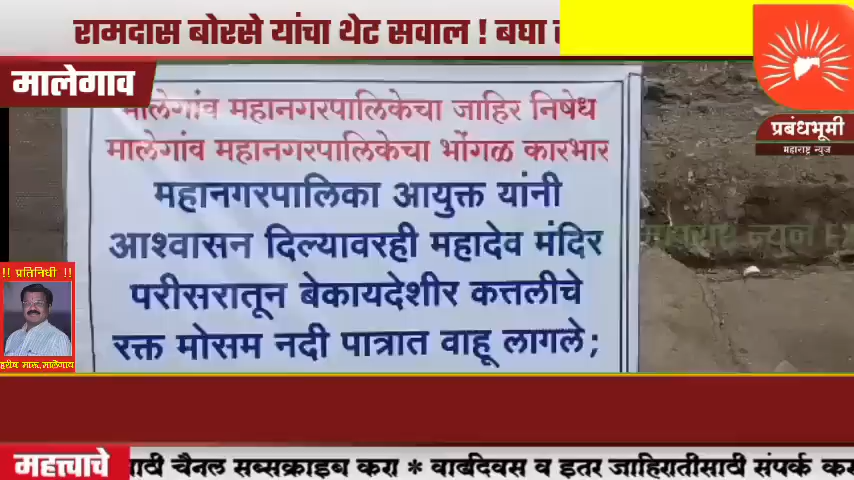 रामदास बोरसे यांचा थेट सवाल ! बघा
मालेगाव
मालेगांव महानगरपालिकेचा जाहिर निषेध
मालेगांव महानगरपालिकेचा भोंगळ कारभार
महानगरपालिका आयुक्त यांनी
आश्वासन दिल्यावरही महादेव मंदिर
परीसरातून बेकायदेशीर कत्तलीचे
रक्त मोसम नदी पात्रात वाहू लागले;
प्रबंधभूमी
महाराष्ट्र न्यूज
!! प्रतिनिधी !!
मालेगाव
महत्त्वाचे
साठी चैनल सब्सक्राइब करा * वाढदिवस व इतर जाहिरातीसाठी संपर्क